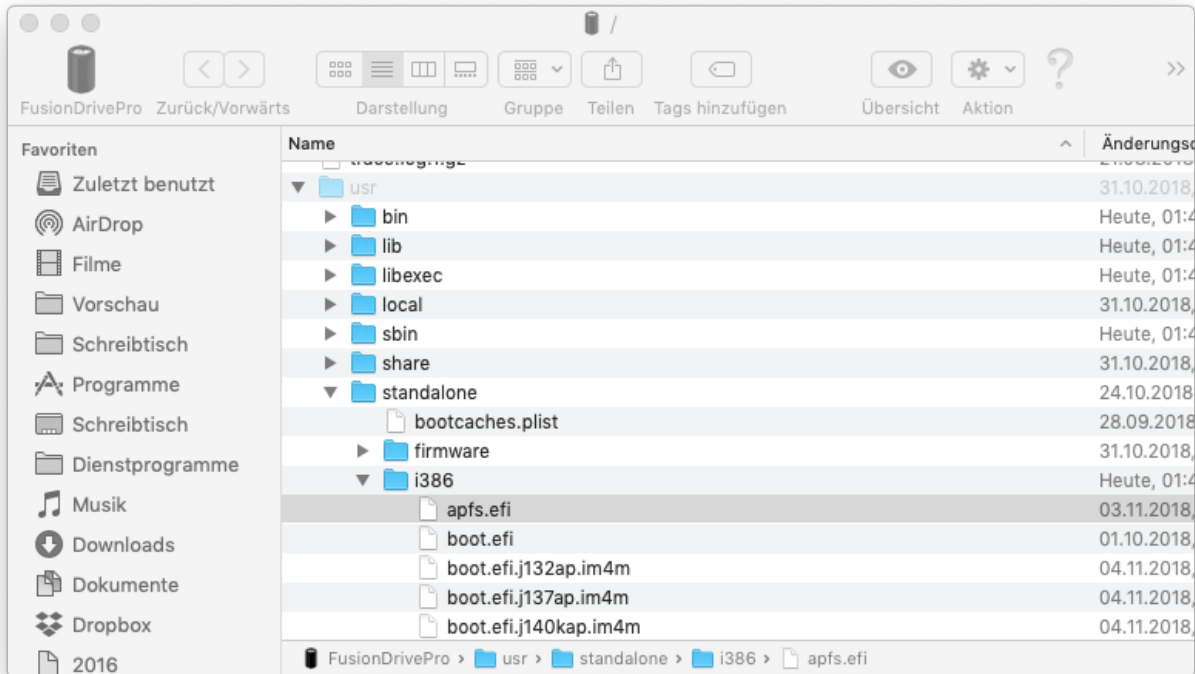 /
FusionDrivePro Zurück/Vorwärts Darstellung Gruppe Teilen Tags hinzufügen Übersicht Aktion
Favoriten
Zuletzt benutzt
AirDrop
Filme
Vorschau
Schreibtisch
Programme
Schreibtisch
Dienstprogramme
Musik
Downloads
Dokumente
Dropbox
2016
Name Änderungsd
usr 31.10.2018,
bin Heute, 01:4
lib Heute, 01:4
libexec Heute, 01:4
local 31.10.2018,
sbin Heute, 01:4
share 31.10.2018,
standalone 24.10.2018
bootcaches.plist 28.09.2018
firmware 31.10.2018,
i386 Heute, 01:4
apfs.efi 03.11.2018,
boot.efi 01.10.2018,
boot.efi.j132ap.im4m 04.11.2018,
boot.efi.j137ap.im4m 04.11.2018,
boot.efi.j140kap.im4m 04.11.2018,
FusionDrivePro › usr › standalone › i386 › apfs.efi